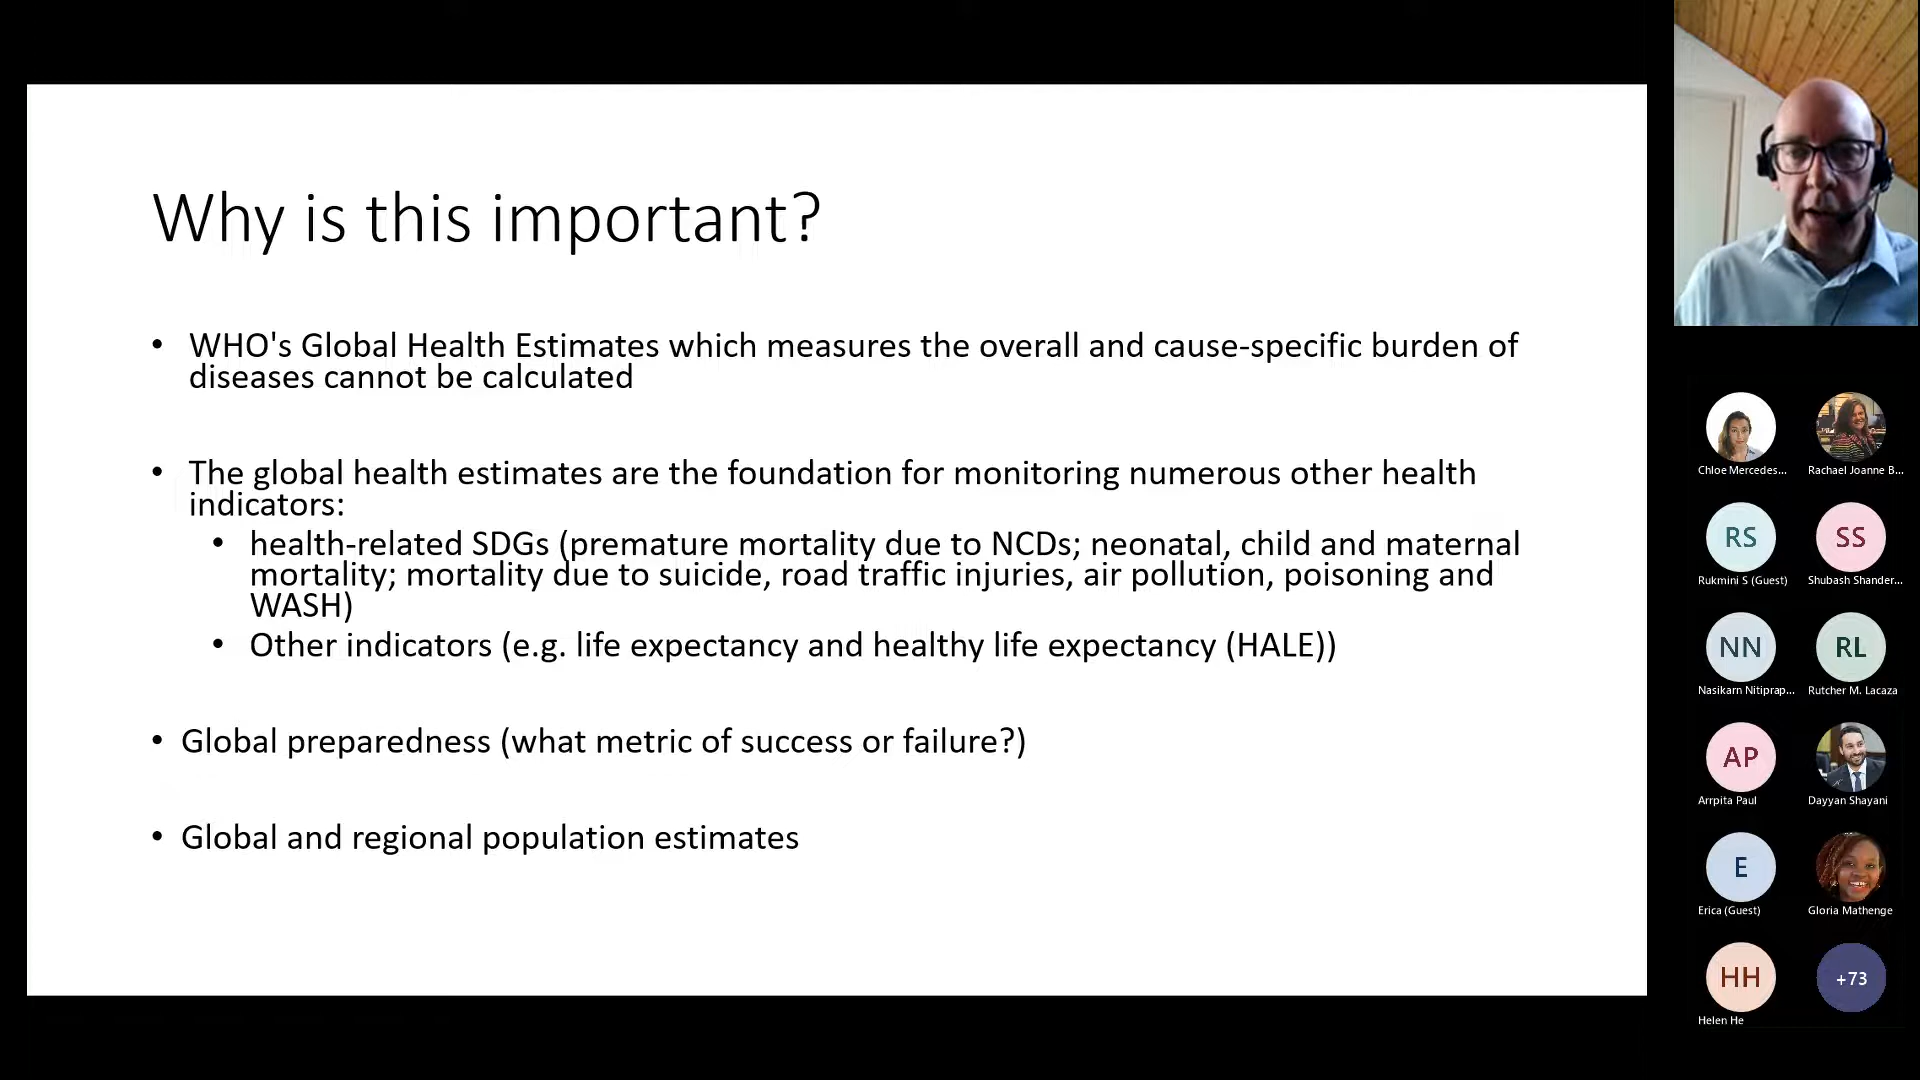 Why is this important?
• WHO's Global Health Estimates which measures the overall and cause-specific burden of
diseases cannot be calculated
• The global health estimates are the foundation for monitoring numerous other health
indicators:
• health-related SDGs (premature mortality due to NCDs; neonatal, child and maternal
mortality; mortality due to suicide, road traffic injuries, air pollution, poisoning and
WASH)
• Other indicators (e.g. life expectancy and healthy life expectancy (HALE))
• Global preparedness (what metric of success or failure?)
• Global and regional population estimates
Chloe Mercedes...
Rachael Joanne B...
RS
SS
Rukmini S (Guest)
Shubash Shander...
NN
RL
Nasikarn Nitiprap...
Rutcher M. Lacaza
AP
Arrpita Paul
Dayyan Shayani
E
Erica (Guest)
Gloria Mathenge
HH
+73
Helen He